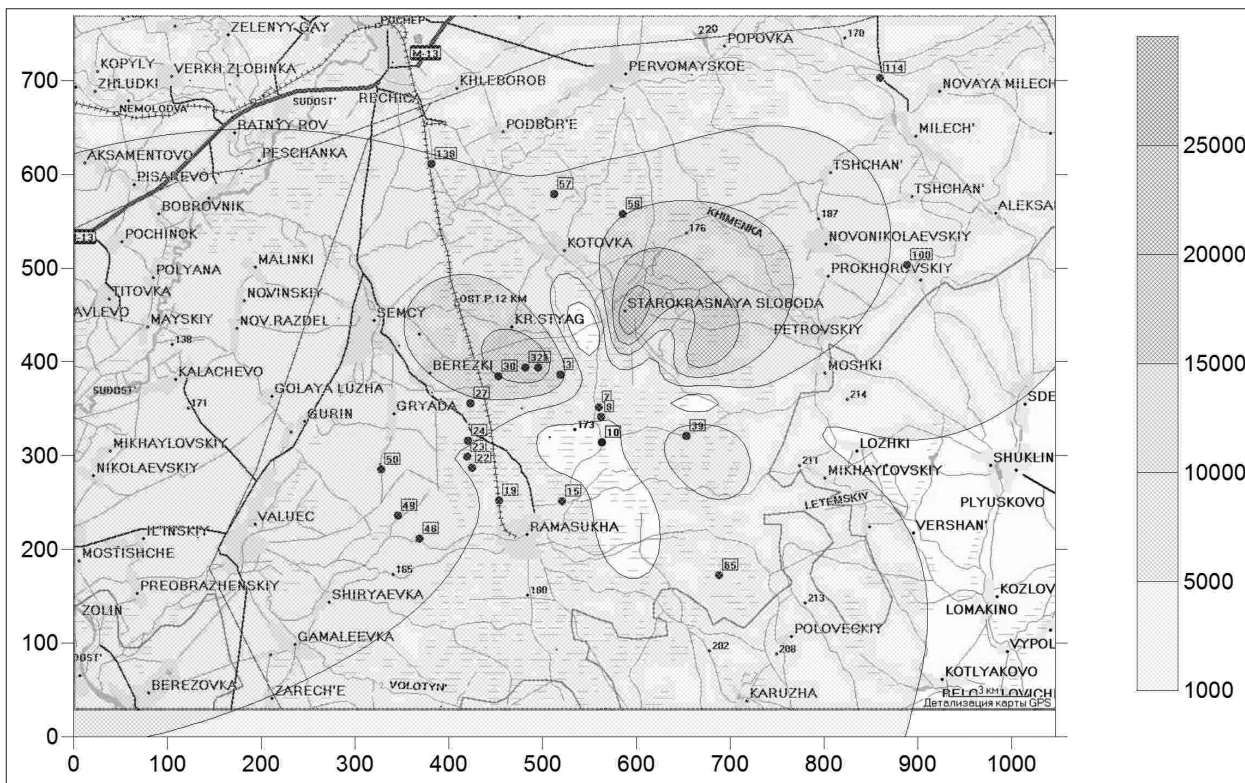 POCHEP
ZELENYY GAY
220
POPOVKA
170
M-13
KOPYLY
VERKH.ZLOBINKA
PERVOMAYSKOE
114
ZHLUDKI
KHLEBOROB
NOVAYA MILECH'
NEMOLODVA
SUDOST'
RECHICA
RATNYY ROV
PODBOR'E
MILECH'
AKSAMENTOVO
PESCHANKA
139
TSHCHAN'
PISAREVO
57
TSHCHAN'
BOBROVNIK
58
187
ALEKSA
KHIMENKA
POCHINOK
176
NOVONIKOLAEVSKIY
KOTOVKA
100
MALINKI
PROKHOROVSKIY
POLYANA
TITOVKA
NOVINSKIY
OST.P.12 KM
STAROKRASNAYA SLOBODA
AVLEVO
MAYSKIY
NOV.RAZDEL
SEMCY
KR.STYAG
PETROVSKIY
138
BEREZKI
30
3
MOSHKI
KALACHEVO
SUDOST'
171
GOLAYA LUZHA
27
7
214
SDE
GURIN
GRYADA
9
173
10
39
MIKHAYLOVSKIY
24
23
22
LOZHKI
NIKOLAEVSKIY
50
211
MIKHAYLOVSKIY
SHUKLIN
19
15
LETEMSKIY
PLYUSKOVO
49
VALUEC
RAMASUKHA
VERSHAN'
IL'INSKIY
48
MOSTISHCHE
165
PREOBRAZHENSKIY
SHIRYAEVKA
180
213
KOZLOV
ZOLIN
LOMAKINO
GAMALEEVKA
POLOVECKIY
202
208
VYPOL
BEREZOVKA
ZARECH'E
VOLOTYN'
KARUZHA
KOTLYAKOVO
3 км
Детализация карты GPS
700
600
500
400
300
200
100
0
0 100 200 300 400 500 600 700 800 900 1000
25000
20000
15000
10000
5000
1000